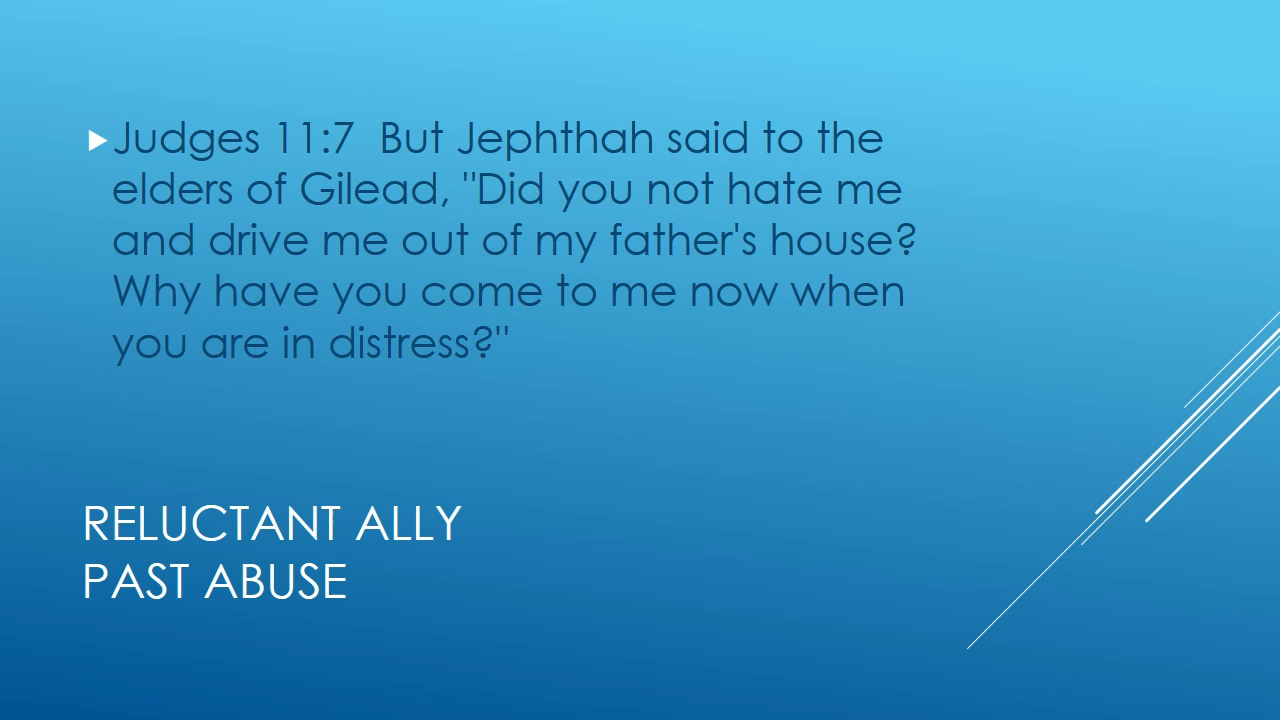 Judges 11:7  But Jephthah said to the
elders of Gilead, "Did you not hate me
and drive me out of my father's house?
Why have you come to me now when
you are in distress?"
RELUCTANT ALLY
PAST ABUSE